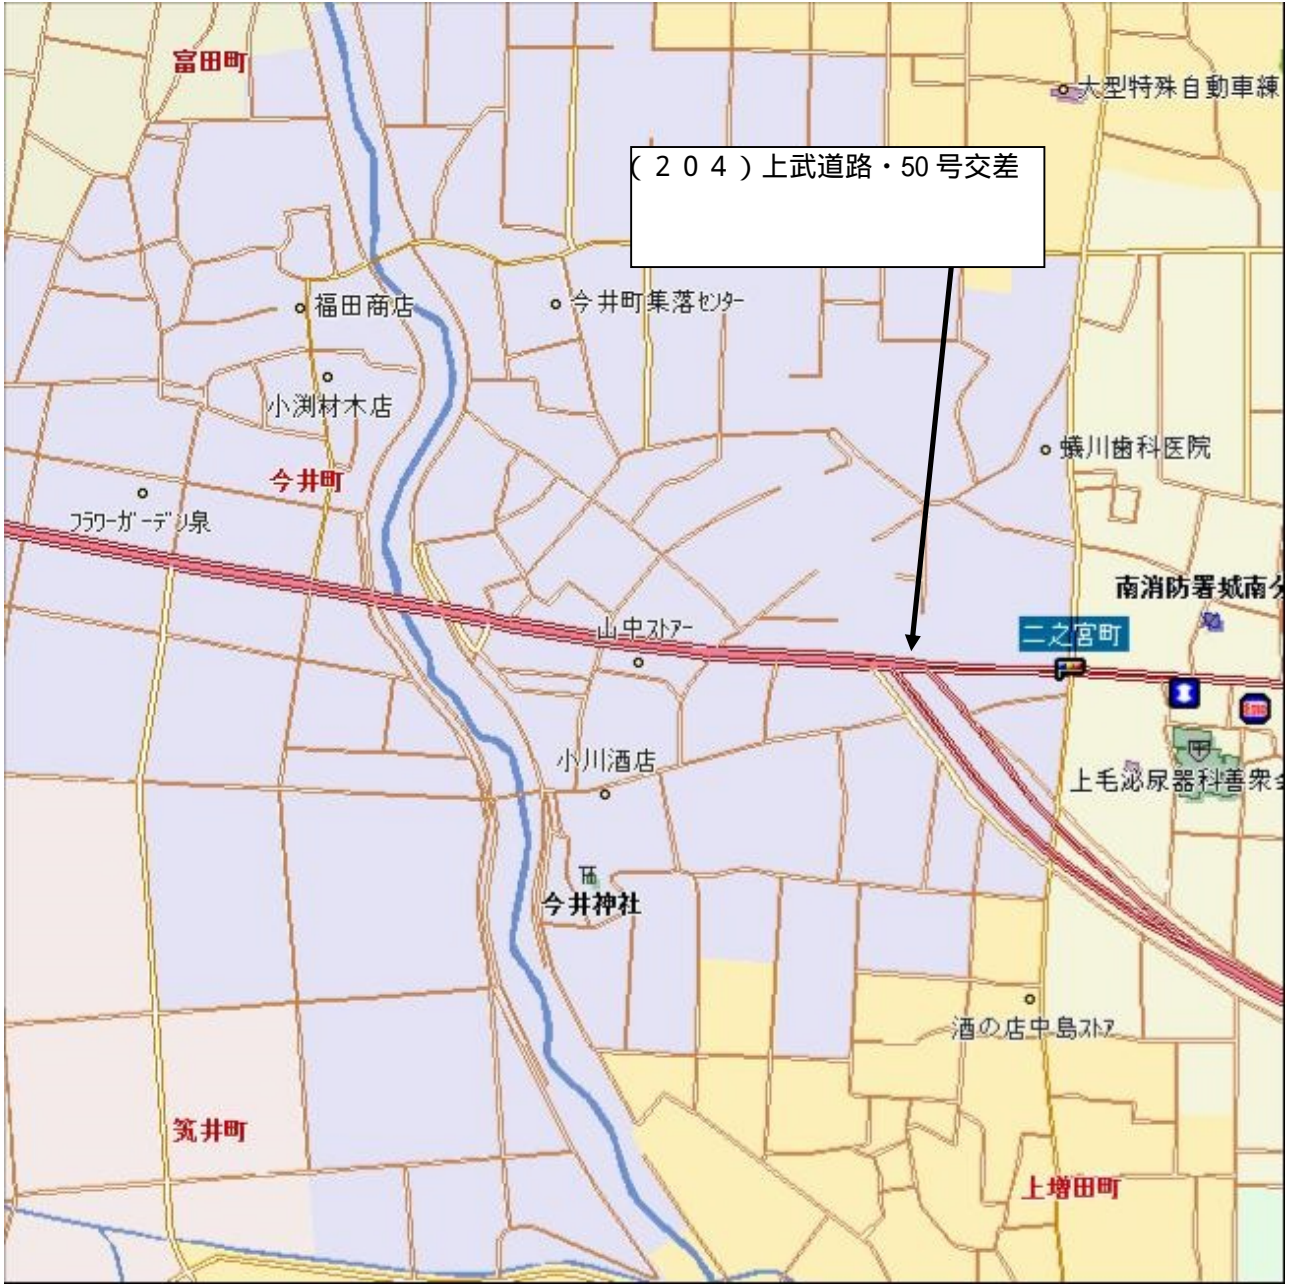 富田町
大型特殊自動車練
(204)上武道路・50号交差
福田商店
今井町集落センター
小渕材木店
蟻川歯科医院
今井町
フラワーガーデン泉
南消防署城南分
山中ストアー
二之宮町
小川酒店
上毛泌尿器科善衆会
今井神社
酒の店中島ストア
筑井町
上増田町